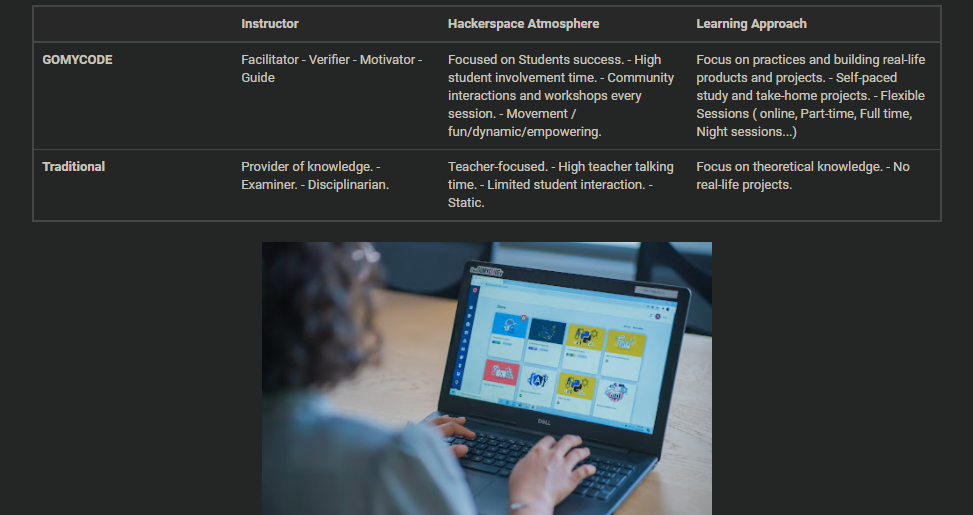 Instructor Hackerspace Atmosphere Learning Approach
GOMYCODE
Facilitator - Verifier - Motivator -
Guide
Focused on Students success. - High
student involvement time. - Community
interactions and workshops every
session. - Movement /
fun/dynamic/empowering.
Focus on practices and building real-life
products and projects. - Self-paced
study and take-home projects. - Flexible
Sessions ( online, Part-time, Full time,
Night sessions...)
Traditional
Provider of knowledge. -
Examiner. - Disciplinarian.
Teacher-focused. - High teacher talking
time. - Limited student interaction. -
Static.
Focus on theoretical knowledge. - No
real-life projects.
DELL